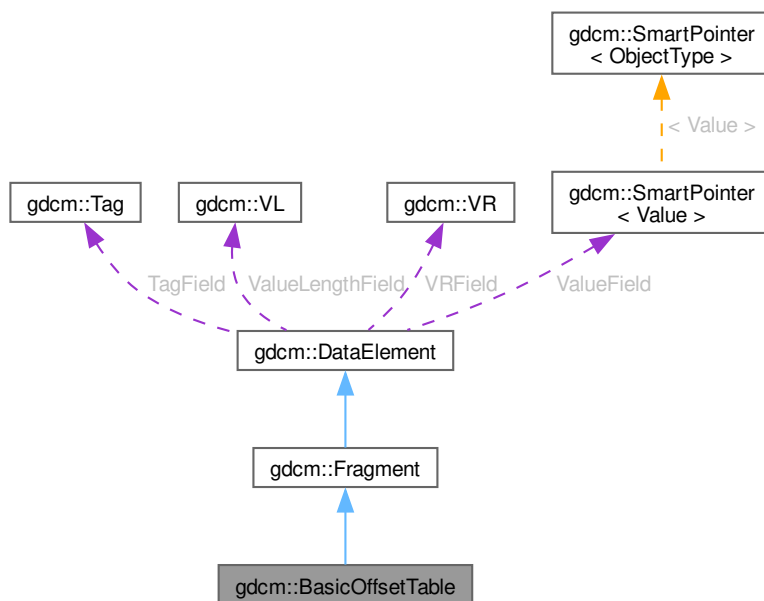 gdcm::SmartPointer
< ObjectType >
< Value >
gdcm::Tag
gdcm::VL
gdcm::VR
gdcm::SmartPointer
< Value >
TagField
ValueLengthField
VRField
ValueField
gdcm::DataElement
gdcm::Fragment
gdcm::BasicOffsetTable